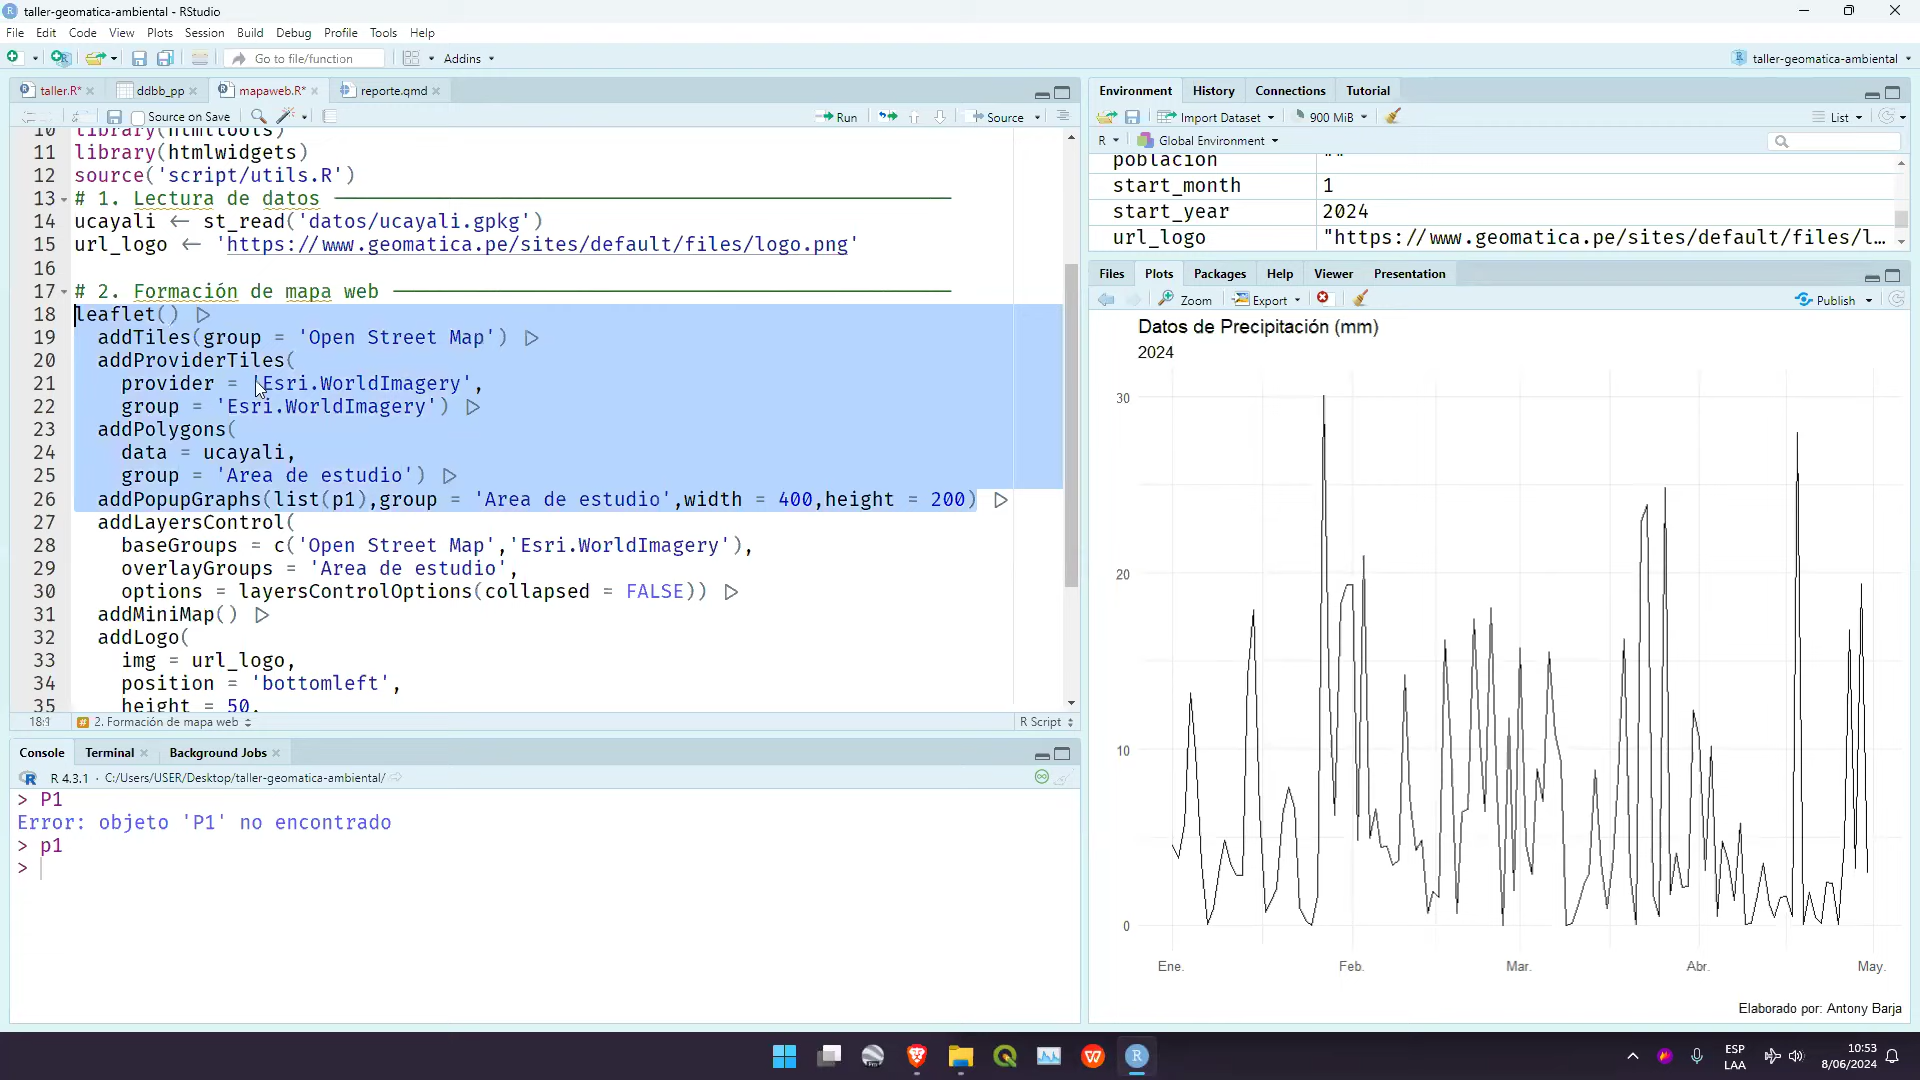 taller-geomatica-ambiental - RStudio
File Edit Code View Plots Session Build Debug Profile Tools Help
Go to file/function Addins taller-geomatica-ambiental
taller.R* ddbb_pp mapaweb.R* reporte.qmd
Source on Save Run Source
10 library(htmltools)
11 library(htmlwidgets)
12 source('script/utils.R')
13 # 1. Lectura de datos
14 ucayali <- st_read('datos/ucayali.gpkg')
15 url_logo <- 'https://www.geomatica.pe/sites/default/files/logo.png'
16
17 # 2. Formación de mapa web
18 leaflet() |>
19 addTiles(group = 'Open Street Map') |>
20 addProviderTiles(
21 provider = 'Esri.WorldImagery',
22 group = 'Esri.WorldImagery') |>
23 addPolygons(
24 data = ucayali,
25 group = 'Area de estudio') |>
26 addPopupGraphs(list(p1),group = 'Area de estudio',width = 400,height = 200) |>
27 addLayersControl(
28 baseGroups = c('Open Street Map','Esri.WorldImagery'),
29 overlayGroups = 'Area de estudio',
30 options = layersControlOptions(collapsed = FALSE)) |>
31 addMiniMap() |>
32 addLogo(
33 img = url_logo,
34 position = 'bottomleft',
35 height = 50,
18:1 # 2. Formación de mapa web R Script
Console Terminal Background Jobs
R 4.3.1 · C:/Users/USER/Desktop/taller-geomatica-ambiental/
> P1
Error: objeto 'P1' no encontrado
> p1
>
Environment History Connections Tutorial
Import Dataset 900 MiB List
R Global Environment
poblacion ""
start_month 1
start_year 2024
url_logo "https://www.geomatica.pe/sites/default/files/l…
Files Plots Packages Help Viewer Presentation
Zoom Export Publish
Datos de Precipitación (mm)
2024
30
20
10
0
Ene. Feb. Mar. Abr. May.
Elaborado por: Antony Barja
ESP
LAA
10:53
8/06/2024